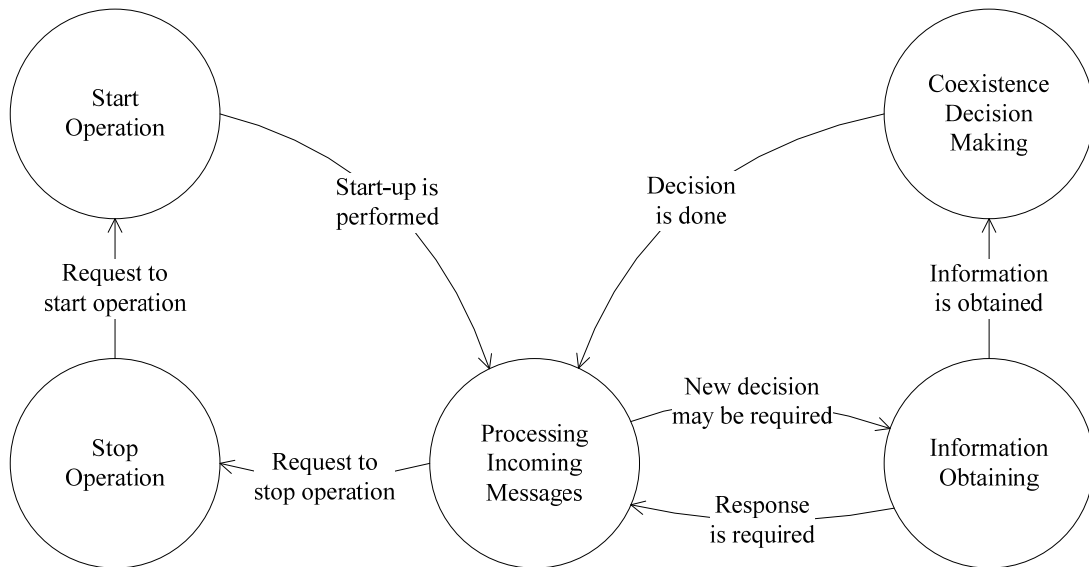 Start
Operation
Coexistence
Decision
Making
Start-up is
performed
Decision
is done
Request to
start operation
Information
is obtained
New decision
may be required
Stop
Operation
Request to
stop operation
Processing
Incoming
Messages
Information
Obtaining
Response
is required